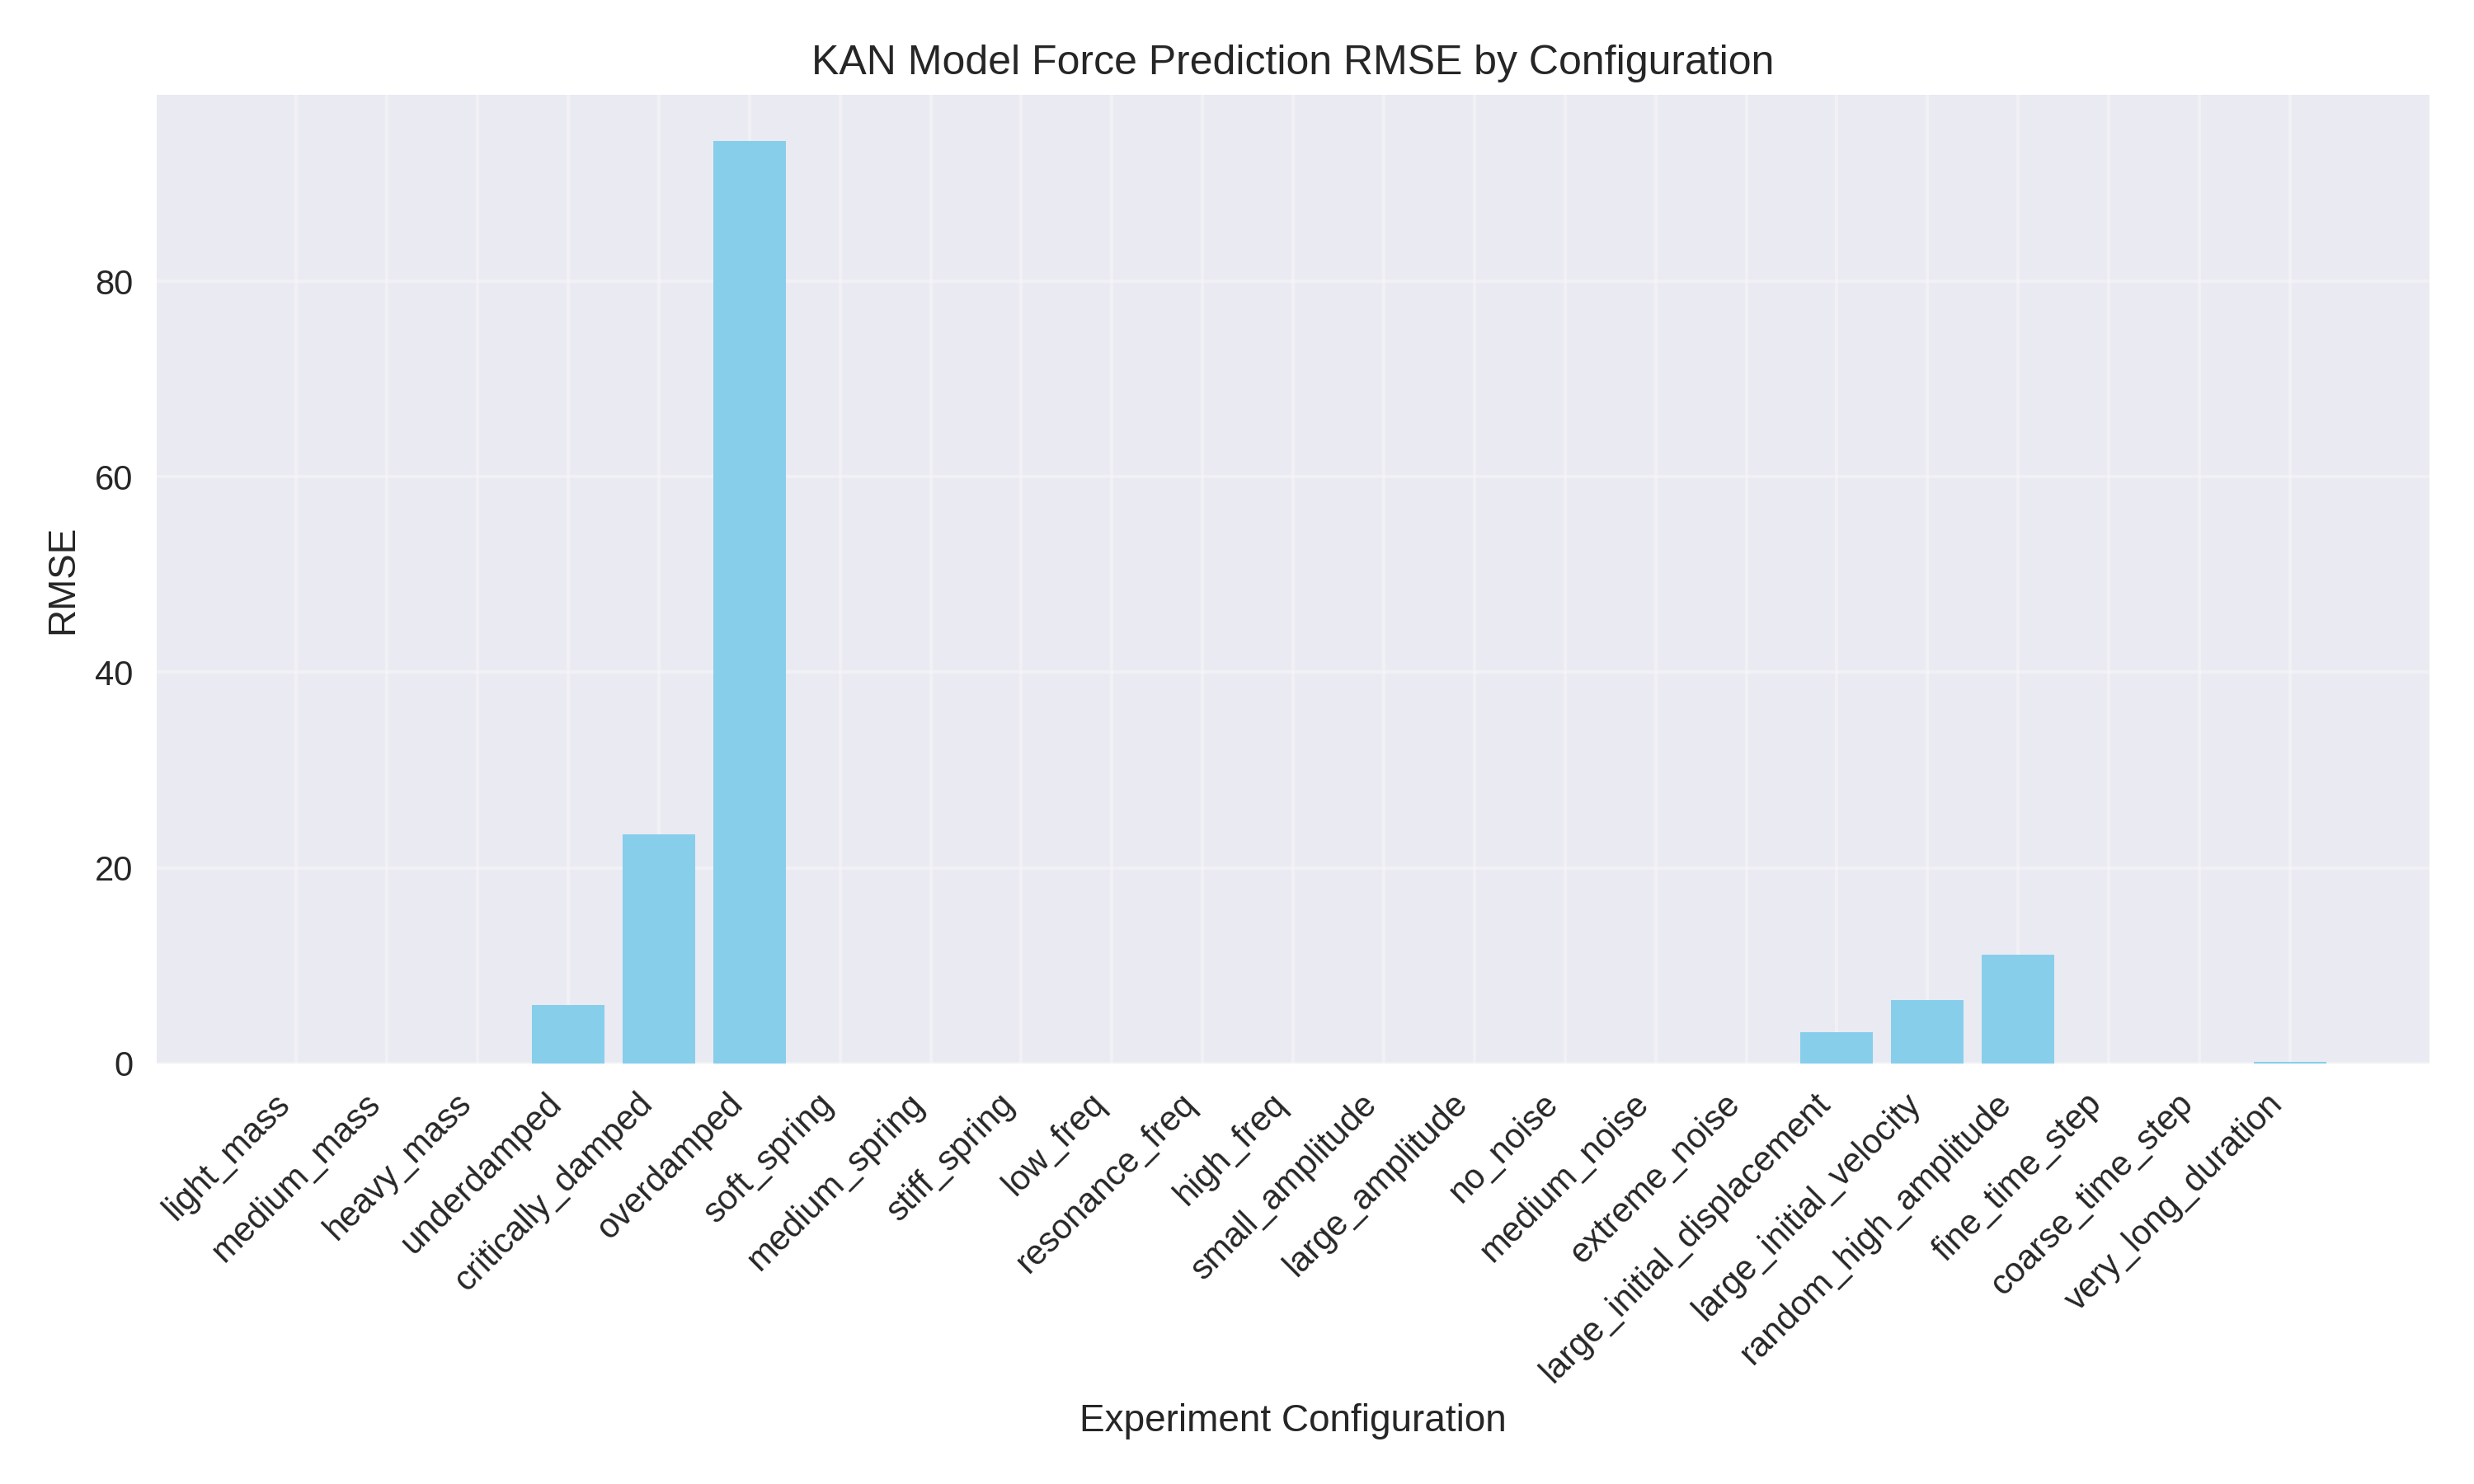 KAN Model Force Prediction RMSE by Configuration
RMSE
80
60
40
20
0
light_mass
medium_mass
heavy_mass
underdamped
critically_damped
overdamped
soft_spring
medium_spring
stiff_spring
low_freq
resonance_freq
high_freq
small_amplitude
large_amplitude
no_noise
medium_noise
extreme_noise
large_initial_displacement
large_initial_velocity
random_high_amplitude
fine_time_step
coarse_time_step
very_long_duration
Experiment Configuration